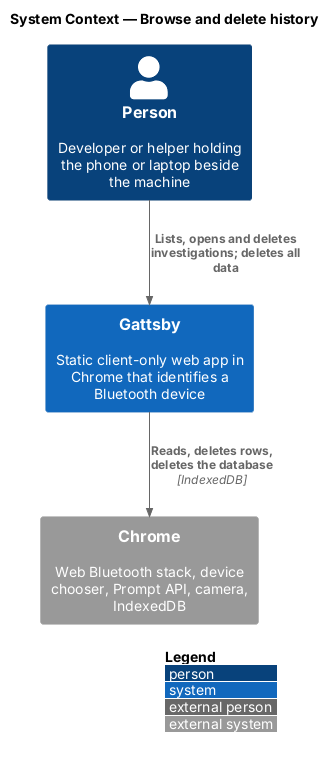 System Context — Browse and delete history
Person
Developer or helper holding
the phone or laptop beside
the machine
Lists, opens and deletes
investigations; deletes all
data
Gattsby
Static client-only web app in
Chrome that identifies a
Bluetooth device
Reads, deletes rows,
deletes the database
[IndexedDB]
Chrome
Web Bluetooth stack, device
chooser, Prompt API, camera,
IndexedDB
Legend
person
system
external person
external system